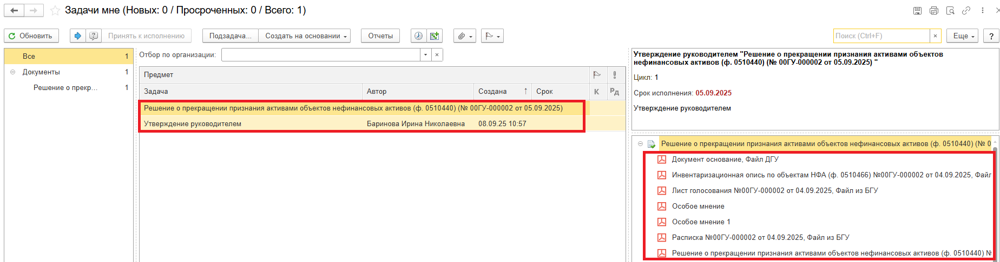 Задачи мне (Новых: 0 / Просроченных: 0 / Всего: 1)
Обновить
Принять к исполнению
Подзадача...
Создать на основании
Отчеты
Поиск (Ctrl+F)
×
Еще
?
Все 1
Документы 1
Решение о прекр... 1
Отбор по организации:
×
Предмет
Задача Автор Создана ↑ Срок К РД
Решение о прекращении признания активами объектов нефинансовых активов (ф. 0510440) (№ 00ГУ-000002 от 05.09.2025)
Утверждение руководителем Баринова Ирина Николаевна 08.09.25 10:57
Утверждение руководителем "Решение о прекращении признания активами объектов
нефинансовых активов (ф. 0510440) (№ 00ГУ-000002 от 05.09.2025) "
Цикл: 1
Срок исполнения: 05.09.2025
Утверждение руководителем
Решение о прекращении признания активами объектов нефинансовых активов (ф. 0510440) (№ 0
Документ основание, Файл ДГУ
Инвентаризационная опись по объектам НФА (ф. 0510466) №00ГУ-000002 от 04.09.2025, Файл
Лист голосования №00ГУ-000002 от 04.09.2025, Файл из БГУ
Особое мнение
Особое мнение 1
Расписка №00ГУ-000002 от 04.09.2025, Файл из БГУ
Решение о прекращении признания активами объектов нефинансовых активов (ф. 0510440) №